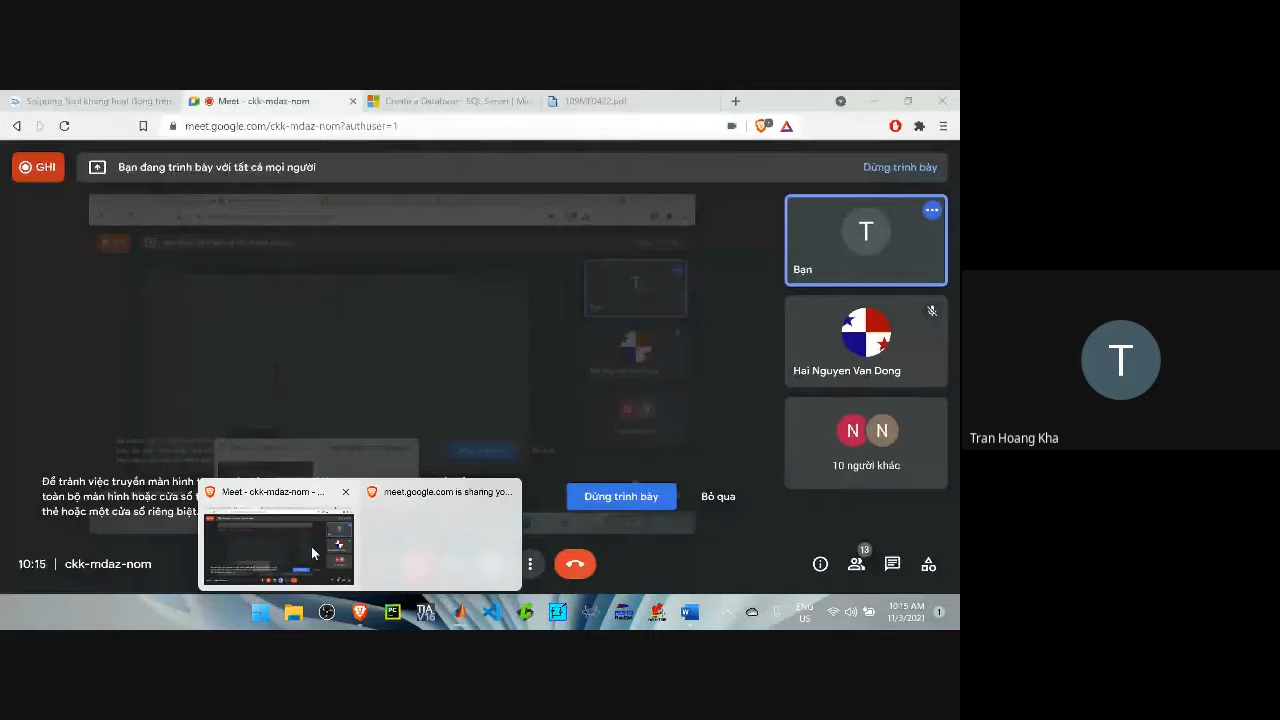 Snipping Tool không hoạt động trên
Meet - ckk-mdaz-nom
Create a Database - SQL Server | Mic
109ME0422.pdf
meet.google.com/ckk-mdaz-nom?authuser=1
GHI
Bạn đang trình bày với tất cả mọi người
Dừng trình bày
T
Bạn
Hai Nguyen Van Dong
N N
10 người khác
T
Tran Hoang Kha
Để tránh việc truyền màn hình
toàn bộ màn hình hoặc cửa sổ
thẻ hoặc một cửa sổ riêng biệt
Meet - ckk-mdaz-nom - ...
meet.google.com is sharing yo...
Dừng trình bày
Bỏ qua
10:15 | ckk-mdaz-nom
13
PC
TIA
V16
ENG
US
10:15 AM
11/3/2021
1